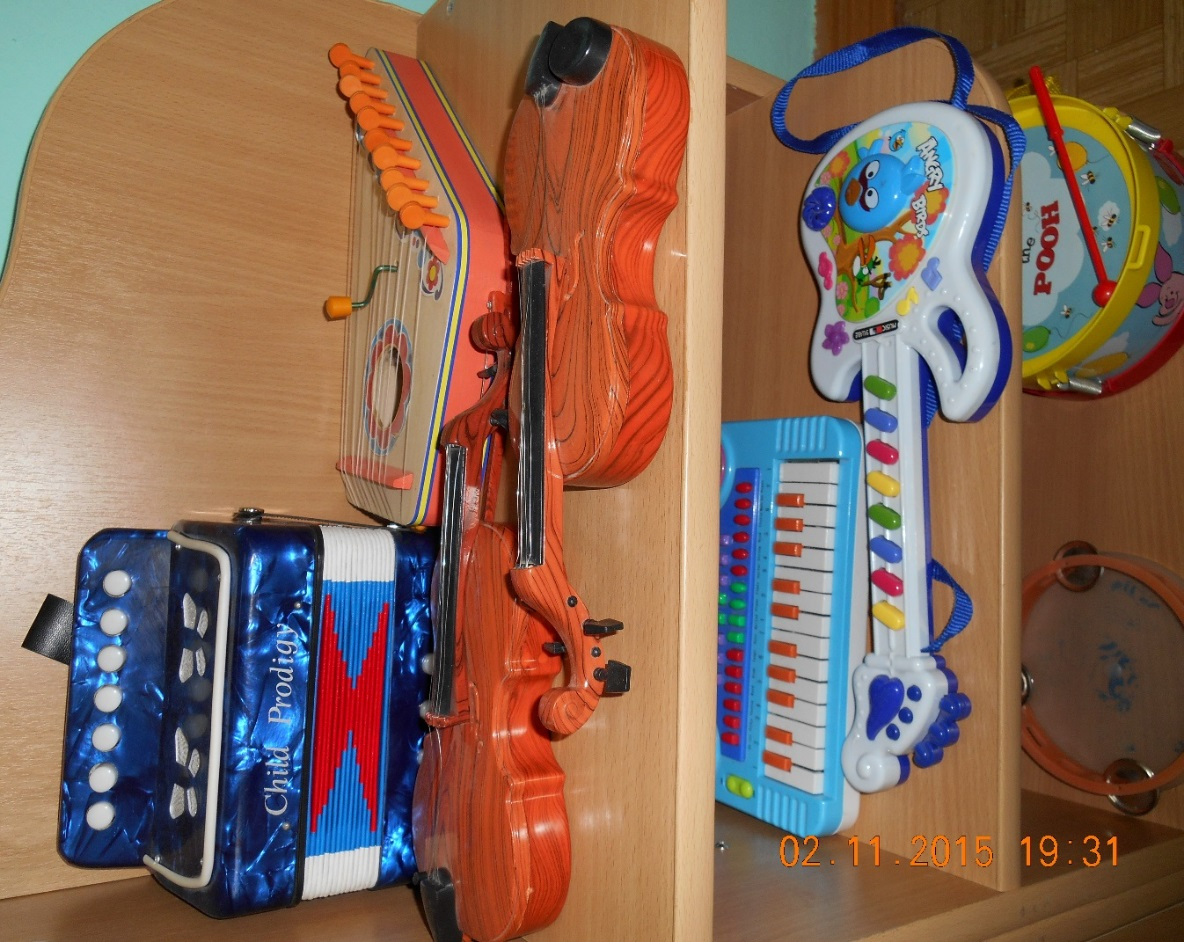 Child Prodigy
ANGRY BIRDS
the
POOH
02.11.2015 19:31